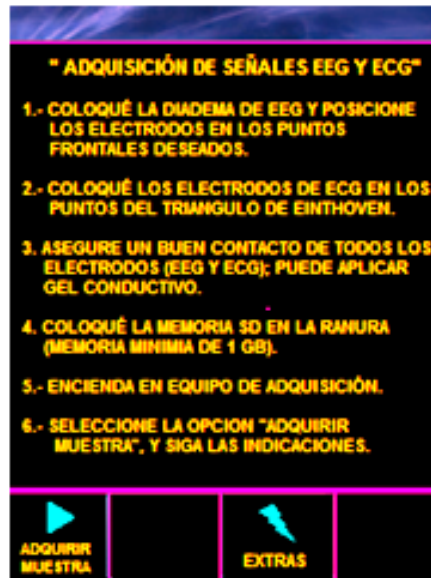 " ADQUISICIÓN DE SEÑALES EEG Y ECG"
1.- COLOQUÉ LA DIADEMA DE EEG Y POSICIONE
LOS ELECTRODOS EN LOS PUNTOS
FRONTALES DESEADOS.
2.- COLOQUÉ LOS ELECTRODOS DE ECG EN LOS
PUNTOS DEL TRIANGULO DE EINTHOVEN.
3. ASEGURE UN BUEN CONTACTO DE TODOS LOS
ELECTRODOS (EEG Y ECG); PUEDE APLICAR
GEL CONDUCTIVO.
4. COLOQUÉ LA MEMORIA SD EN LA RANURA
(MEMORIA MINIMIA DE 1 GB).
5.- ENCIENDA EN EQUIPO DE ADQUISICIÓN.
6.- SELECCIONE LA OPCION "ADQUIRIR
MUESTRA", Y SIGA LAS INDICACIONES.
ADQUIRIR
MUESTRA
EXTRAS